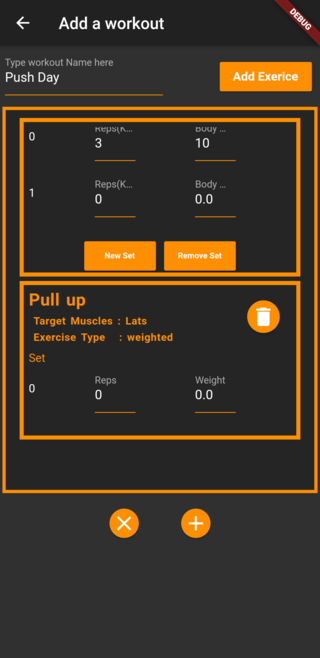 Add a workout
DEBUG
Type workout Name here
Push Day
Add Exerice
Reps(K... Body ...
0 3 10
Reps(K... Body ...
1 0 0.0
New Set Remove Set
Pull up
Target Muscles : Lats
Exercise Type : weighted
Set
Reps Weight
0 0 0.0